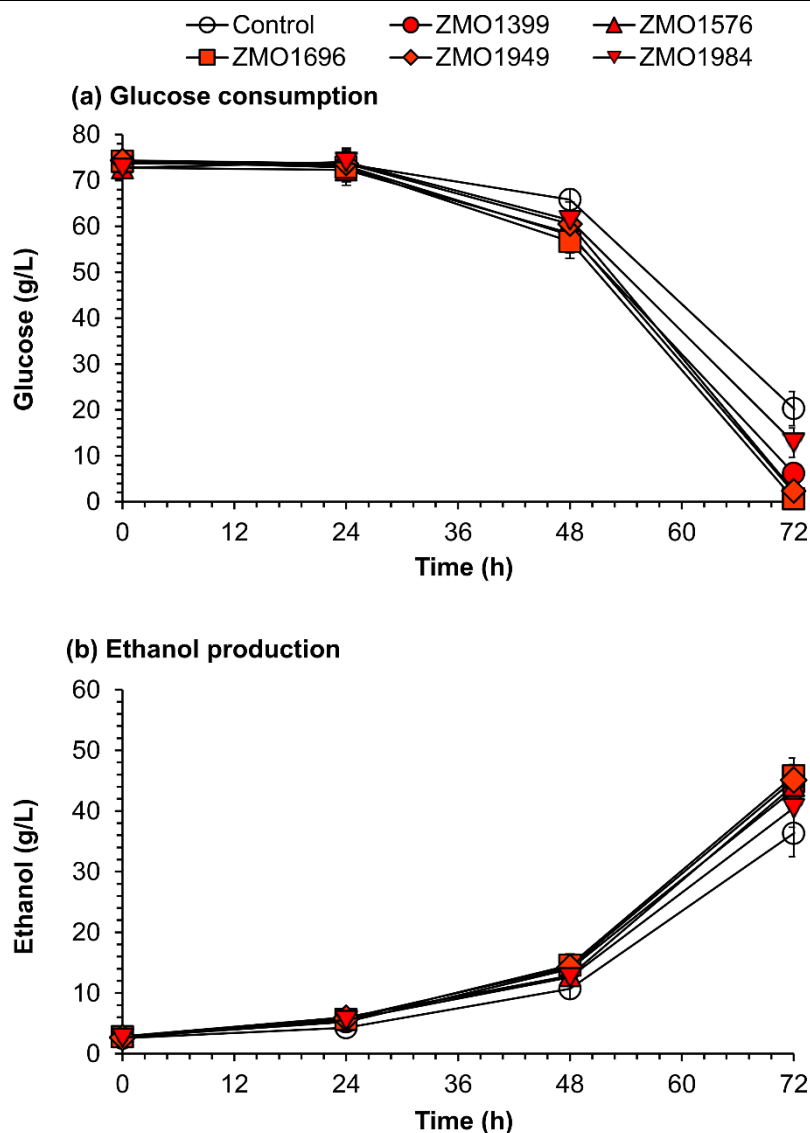 Control ZMO1399 ZMO1576
ZMO1696 ZMO1949 ZMO1984
(a) Glucose consumption
80
70
60
50
40
30
20
10
0
Glucose (g/L)
0 12 24 36 48 60 72
Time (h)
(b) Ethanol production
60
50
40
30
20
10
0
Ethanol (g/L)
0 12 24 36 48 60 72
Time (h)